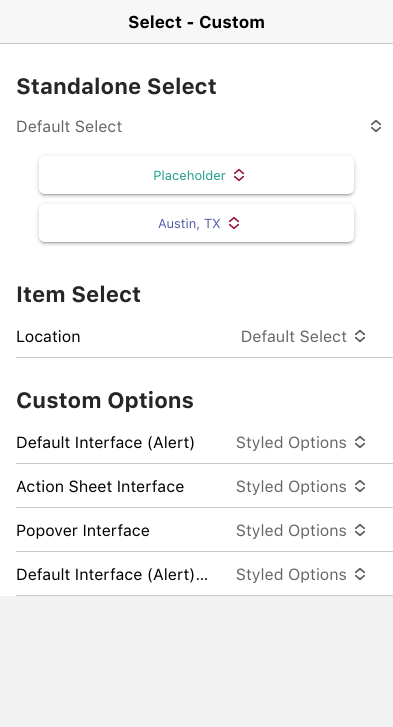 Select - Custom
Standalone Select
Default Select
Placeholder
Austin, TX
Item Select
Location Default Select
Custom Options
Default Interface (Alert) Styled Options
Action Sheet Interface Styled Options
Popover Interface Styled Options
Default Interface (Alert)... Styled Options